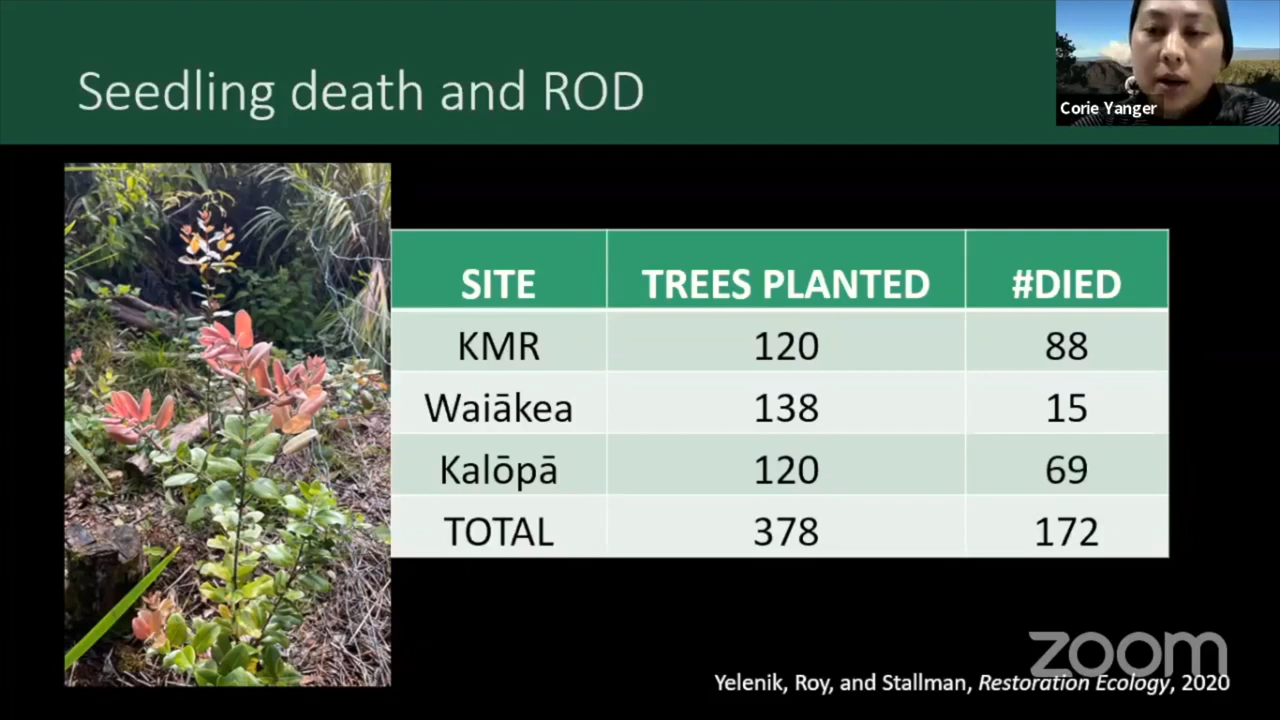 Seedling death and ROD
Corie Yanger
SITE TREES PLANTED #DIED
KMR 120 88
Waiākea 138 15
Kalōpā 120 69
TOTAL 378 172
zoom
Yelenik, Roy, and Stallman, Restoration Ecology, 2020